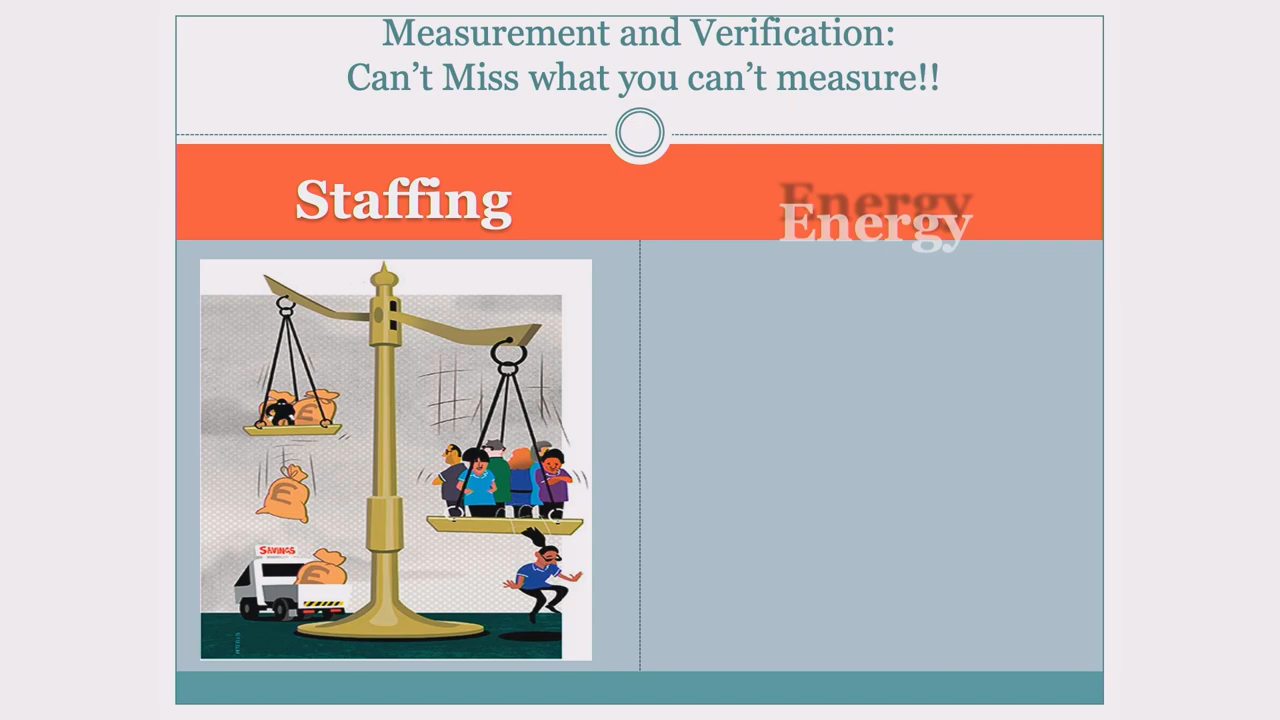 Measurement and Verification:
Can’t Miss what you can’t measure!!
Staffing
Energy
SAVINGS